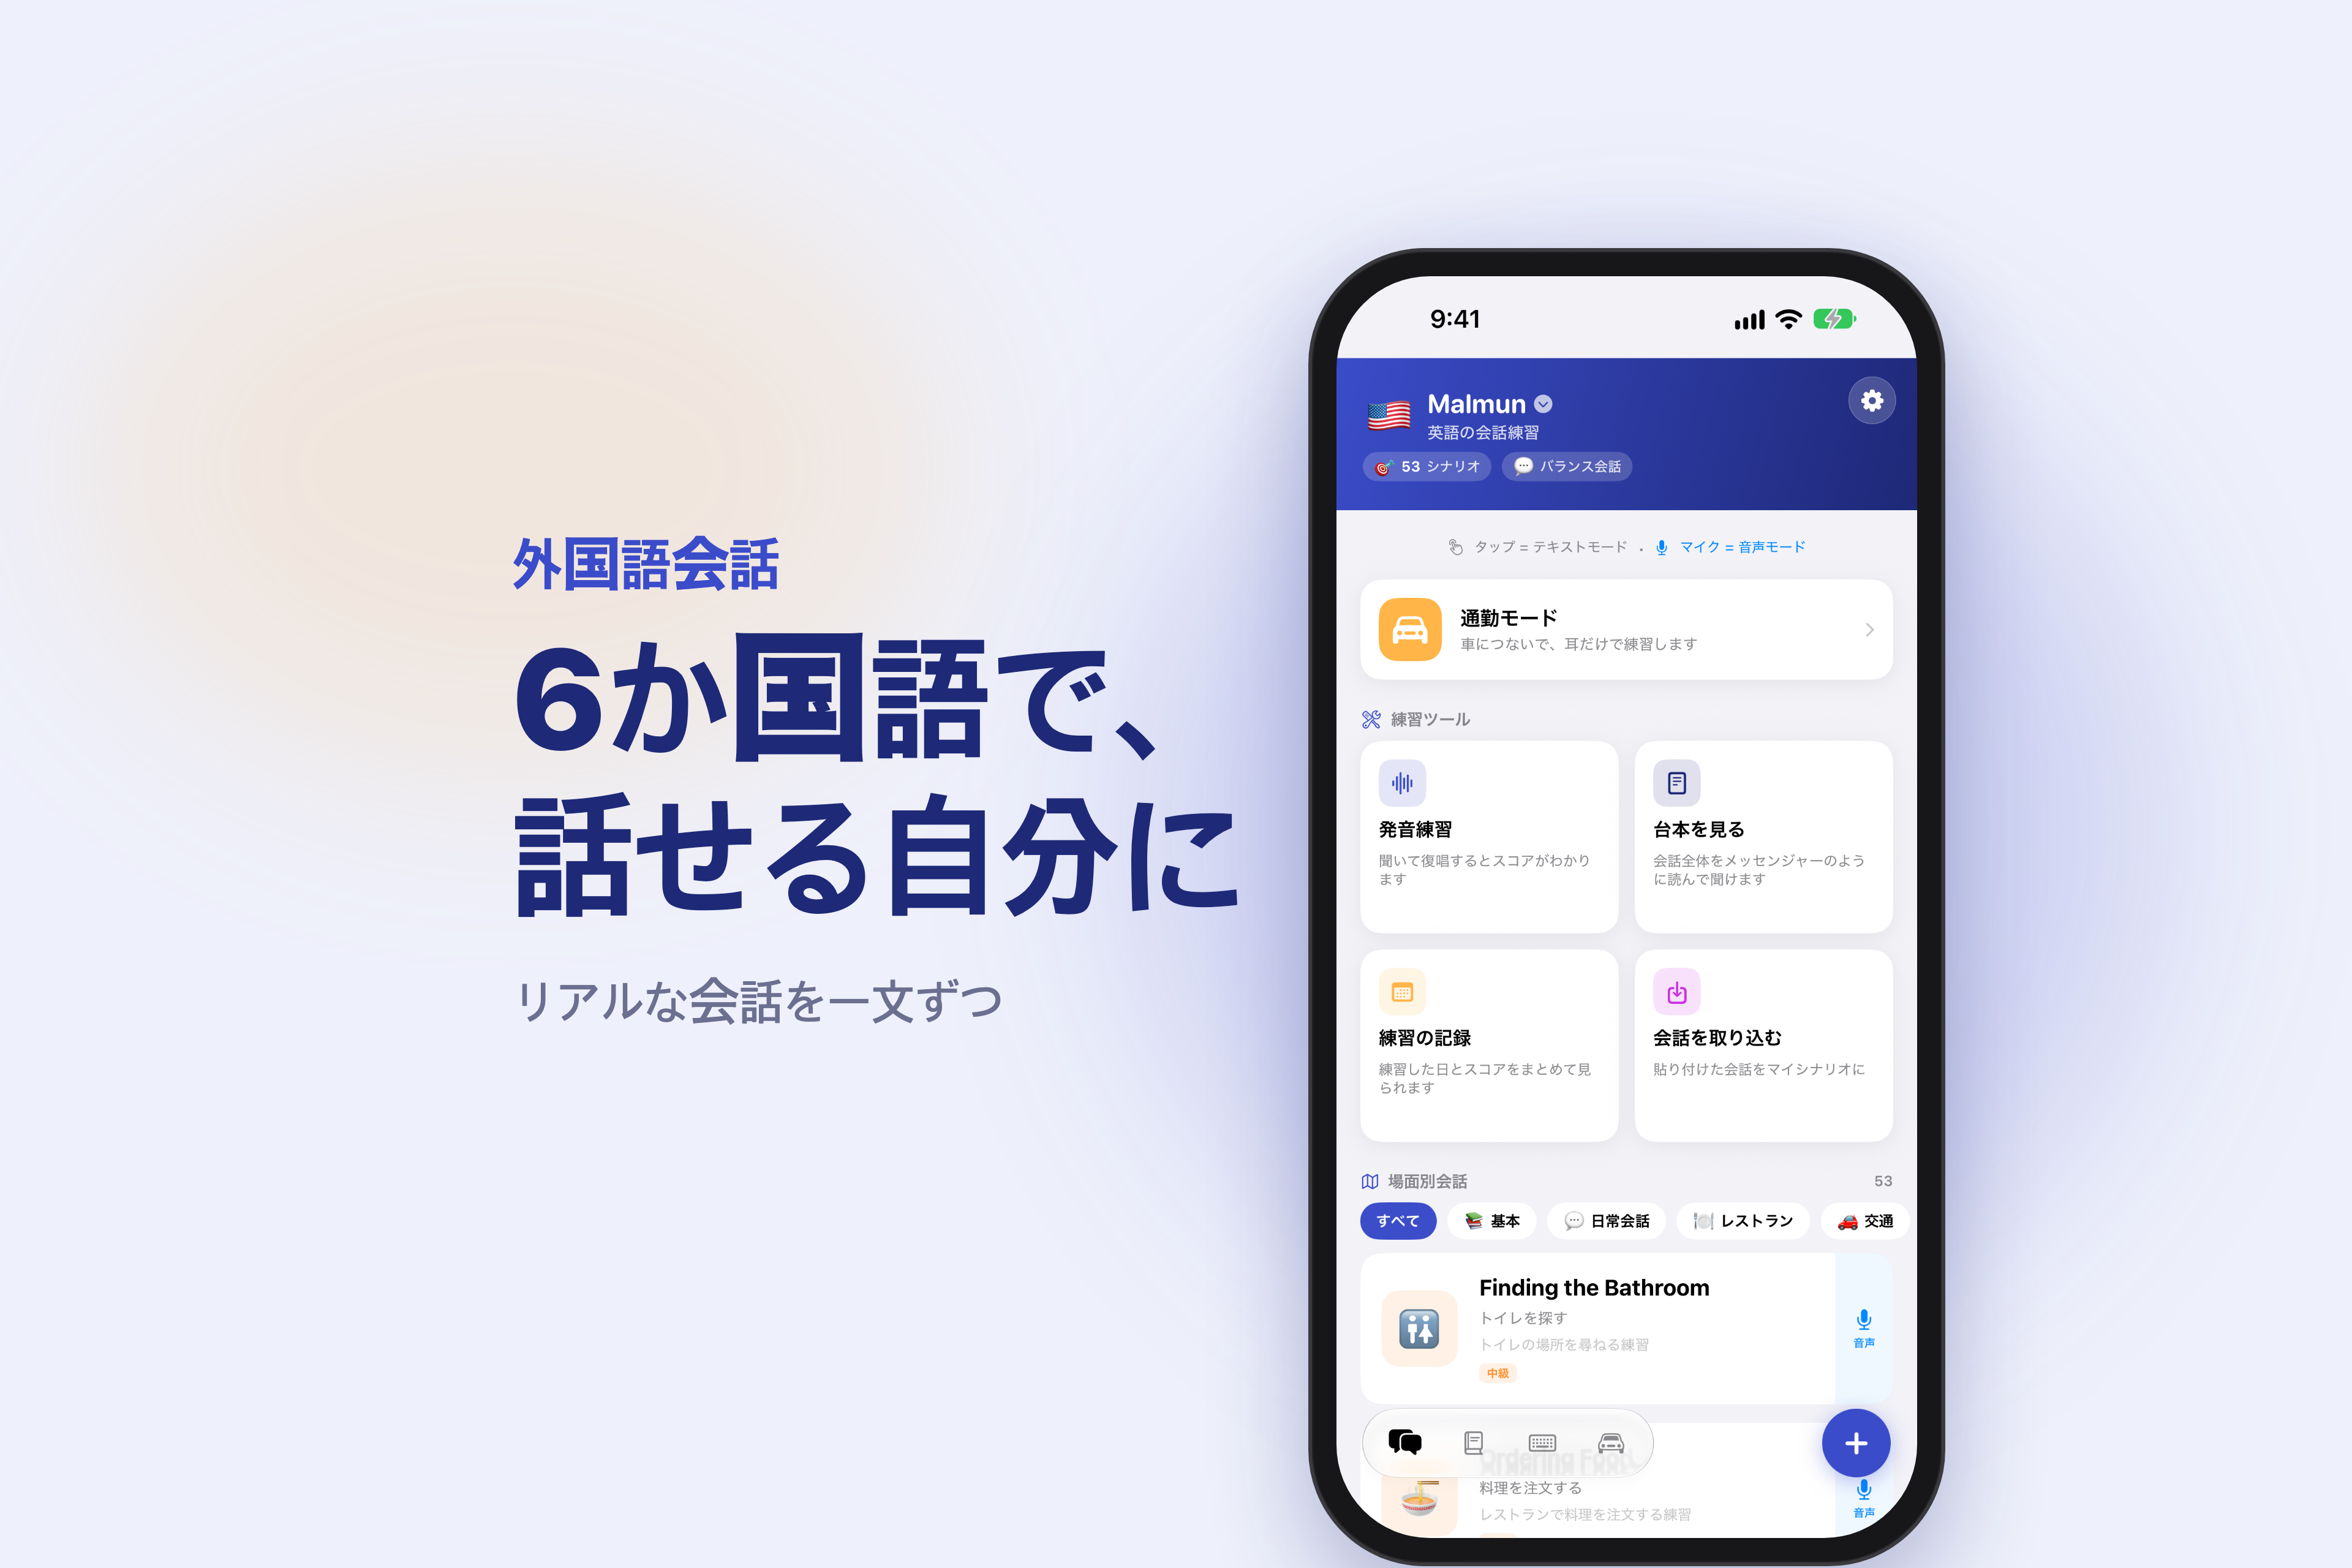 外国語会話
6か国語で、
話せる自分に
リアルな会話を一文ずつ
9:41
Malmun
英語の会話練習
53 シナリオ
バランス会話
タップ = テキストモード • マイク = 音声モード
通勤モード
車につないで、耳だけで練習します
練習ツール
発音練習
聞いて復唱するとスコアがわかり
ます
台本を見る
会話全体をメッセンジャーのよう
に読んで聞けます
練習の記録
練習した日とスコアをまとめて見
られます
会話を取り込む
貼り付けた会話をマイシナリオに
場面別会話
53
すべて
基本
日常会話
レストラン
交通
Finding the Bathroom
トイレを探す
トイレの場所を尋ねる練習
中級
音声
Ordering Food
料理を注文する
レストランで料理を注文する練習
音声